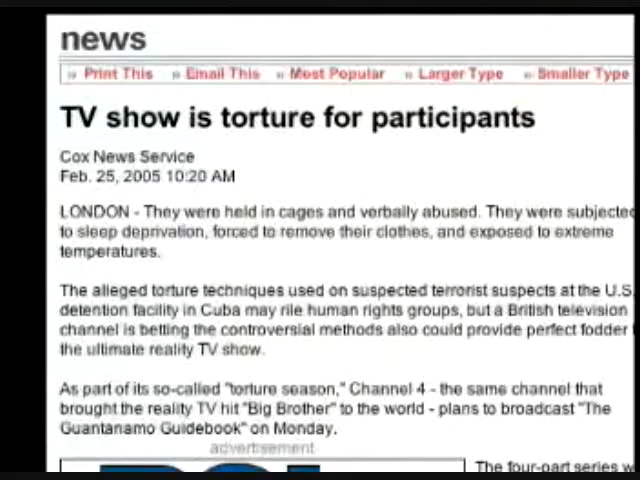 news
» Print This » Email This » Most Popular » Larger Type » Smaller Type
TV show is torture for participants
Cox News Service
Feb. 25, 2005 10:20 AM
LONDON - They were held in cages and verbally abused. They were subjected
to sleep deprivation, forced to remove their clothes, and exposed to extreme
temperatures.
The alleged torture techniques used on suspected terrorist suspects at the U.S.
detention facility in Cuba may rile human rights groups, but a British television
channel is betting the controversial methods also could provide perfect fodder
the ultimate reality TV show.
As part of its so-called "torture season," Channel 4 - the same channel that
brought the reality TV hit "Big Brother" to the world - plans to broadcast "The
Guantanamo Guidebook" on Monday.
advertisement
The four-part series